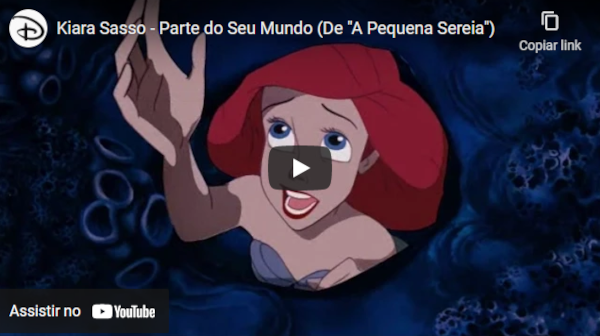 Kiara Sasso - Parte do Seu Mundo (De "A Pequena Sereia")
Copiar link
Assistir no YouTube